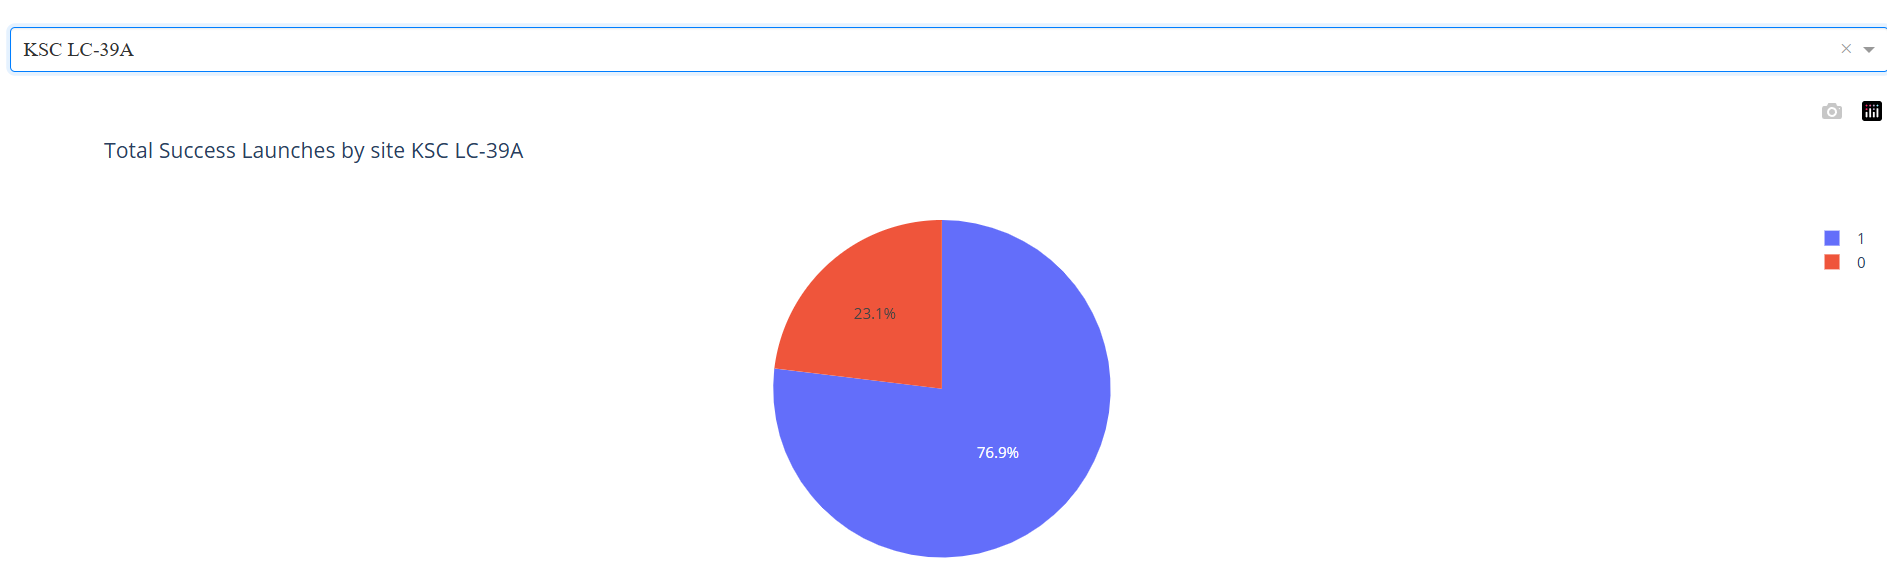 KSC LC-39A
Total Success Launches by site KSC LC-39A
1
0
23.1%
76.9%